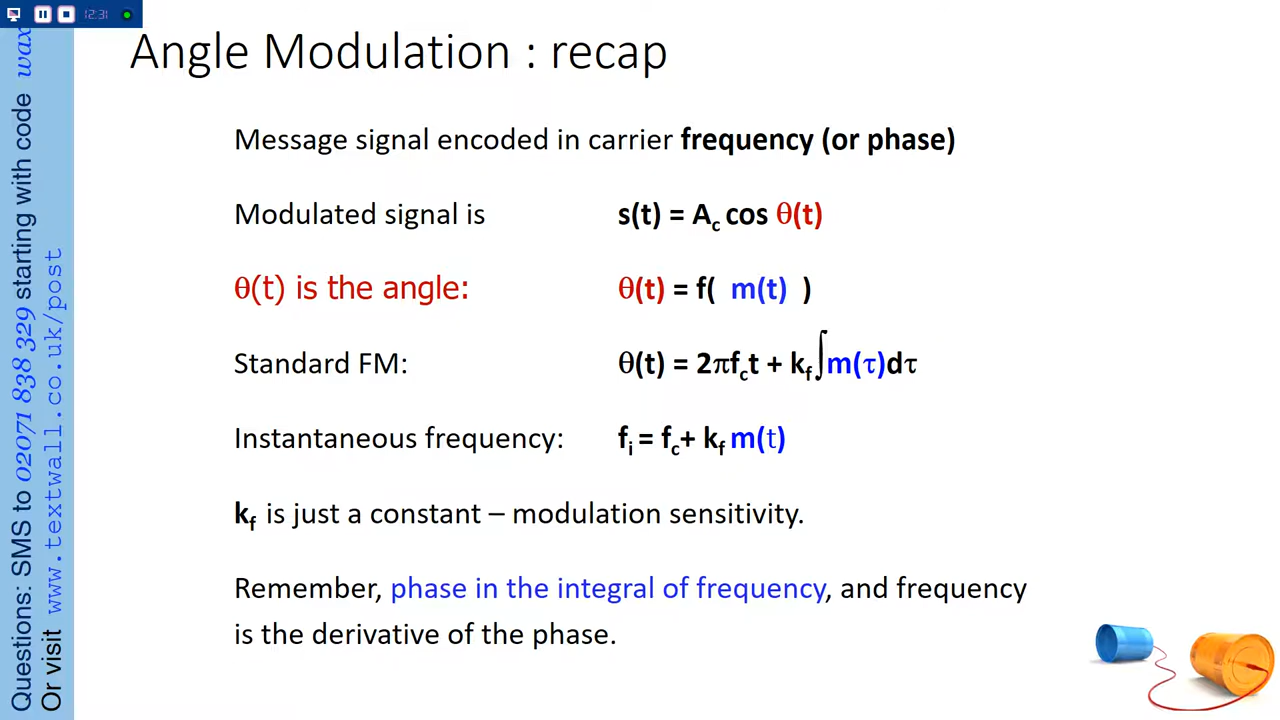 12:31
Angle Modulation : recap
Message signal encoded in carrier frequency (or phase)
Modulated signal is s(t) = Ac cos θ(t)
θ(t) is the angle: θ(t) = f( m(t) )
Standard FM: θ(t) = 2πfct + kf∫m(τ)dτ
Instantaneous frequency: fi = fc+ kf m(t)
kf is just a constant – modulation sensitivity.
Remember, phase in the integral of frequency, and frequency
is the derivative of the phase.
Questions: SMS to 02071 838 329 starting with code wax
Or visit www.textwall.co.uk/post